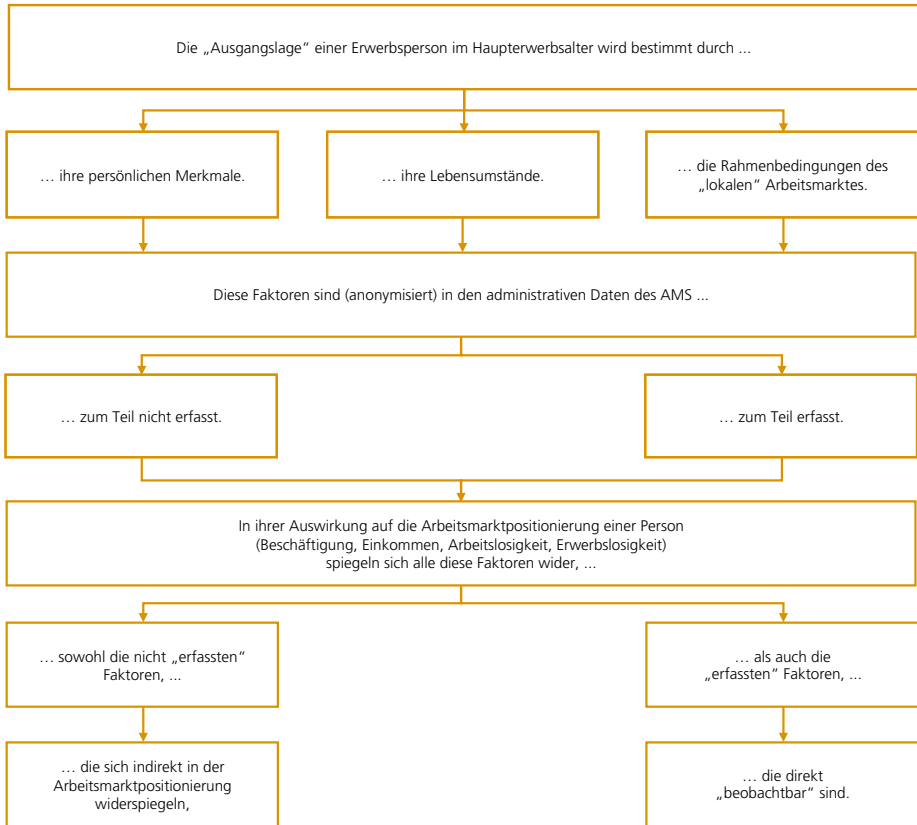 Die „Ausgangslage“ einer Erwerbsperson im Haupterwerbsalter wird bestimmt durch ...
… ihre persönlichen Merkmale.
… ihre Lebensumstände.
… die Rahmenbedingungen des
„lokalen“ Arbeitsmarktes.
Diese Faktoren sind (anonymisiert) in den administrativen Daten des AMS ...
… zum Teil nicht erfasst.
… zum Teil erfasst.
In ihrer Auswirkung auf die Arbeitsmarktpositionierung einer Person
(Beschäftigung, Einkommen, Arbeitslosigkeit, Erwerbslosigkeit)
spiegeln sich alle diese Faktoren wider, ...
… sowohl die nicht „erfassten“
Faktoren, ...
… als auch die
„erfassten“ Faktoren, ...
… die sich indirekt in der
Arbeitsmarktpositionierung
widerspiegeln,
… die direkt
„beobachtbar“ sind.